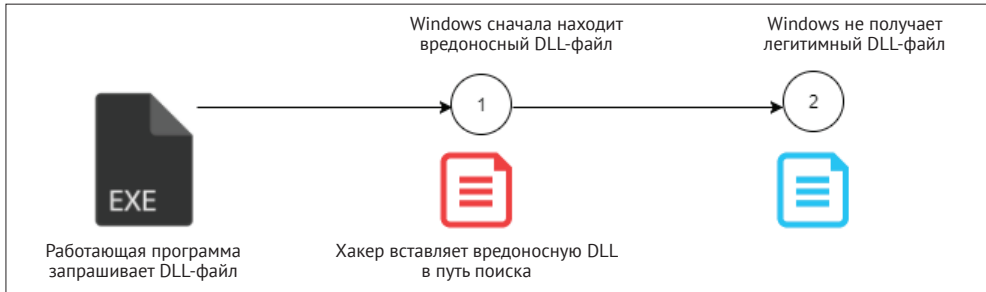 Windows сначала находит
вредоносный DLL-файл
Windows не получает
легитимный DLL-файл
1
2
EXE
Работающая программа
запрашивает DLL-файл
Хакер вставляет вредоносную DLL
в путь поиска